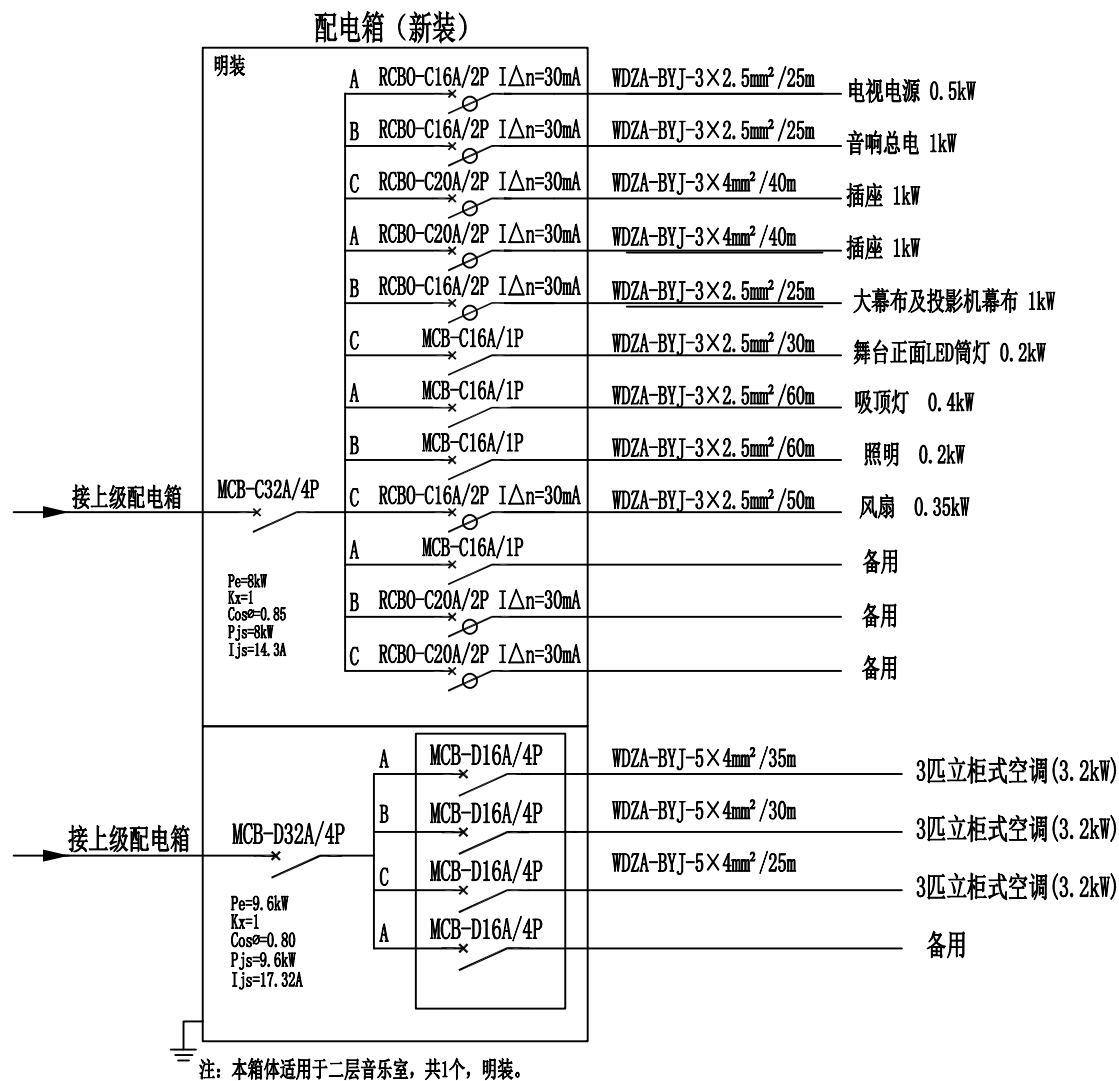 配电箱（新装）
明装
A RCBO-C16A/2P I△n=30mA WDZA-BYJ-3×2.5mm²/25m 电视电源 0.5kW
B RCBO-C16A/2P I△n=30mA WDZA-BYJ-3×2.5mm²/25m 音响总电 1kW
C RCBO-C20A/2P I△n=30mA WDZA-BYJ-3×4mm²/40m 插座 1kW
A RCBO-C20A/2P I△n=30mA WDZA-BYJ-3×4mm²/40m 插座 1kW
B RCBO-C16A/2P I△n=30mA WDZA-BYJ-3×2.5mm²/25m 大幕布及投影机幕布 1kW
C MCB-C16A/1P WDZA-BYJ-3×2.5mm²/30m 舞台正面LED筒灯 0.2kW
A MCB-C16A/1P WDZA-BYJ-3×2.5mm²/60m 吸顶灯 0.4kW
B MCB-C16A/1P WDZA-BYJ-3×2.5mm²/60m 照明 0.2kW
接上级配电箱 MCB-C32A/4P C RCBO-C16A/2P I△n=30mA WDZA-BYJ-3×2.5mm²/50m 风扇 0.35kW
A MCB-C16A/1P 备用
B RCBO-C20A/2P I△n=30mA 备用
C RCBO-C20A/2P I△n=30mA 备用
Pe=8kW
Kx=1
Cosø=0.85
Pjs=8kW
Ijs=14.3A
A MCB-D16A/4P WDZA-BYJ-5×4mm²/35m 3匹立柜式空调(3.2kW)
B MCB-D16A/4P WDZA-BYJ-5×4mm²/30m 3匹立柜式空调(3.2kW)
接上级配电箱 MCB-D32A/4P
C MCB-D16A/4P WDZA-BYJ-5×4mm²/25m 3匹立柜式空调(3.2kW)
A MCB-D16A/4P 备用
Pe=9.6kW
Kx=1
Cosø=0.80
Pjs=9.6kW
Ijs=17.32A
注: 本箱体适用于二层音乐室，共1个，明装。